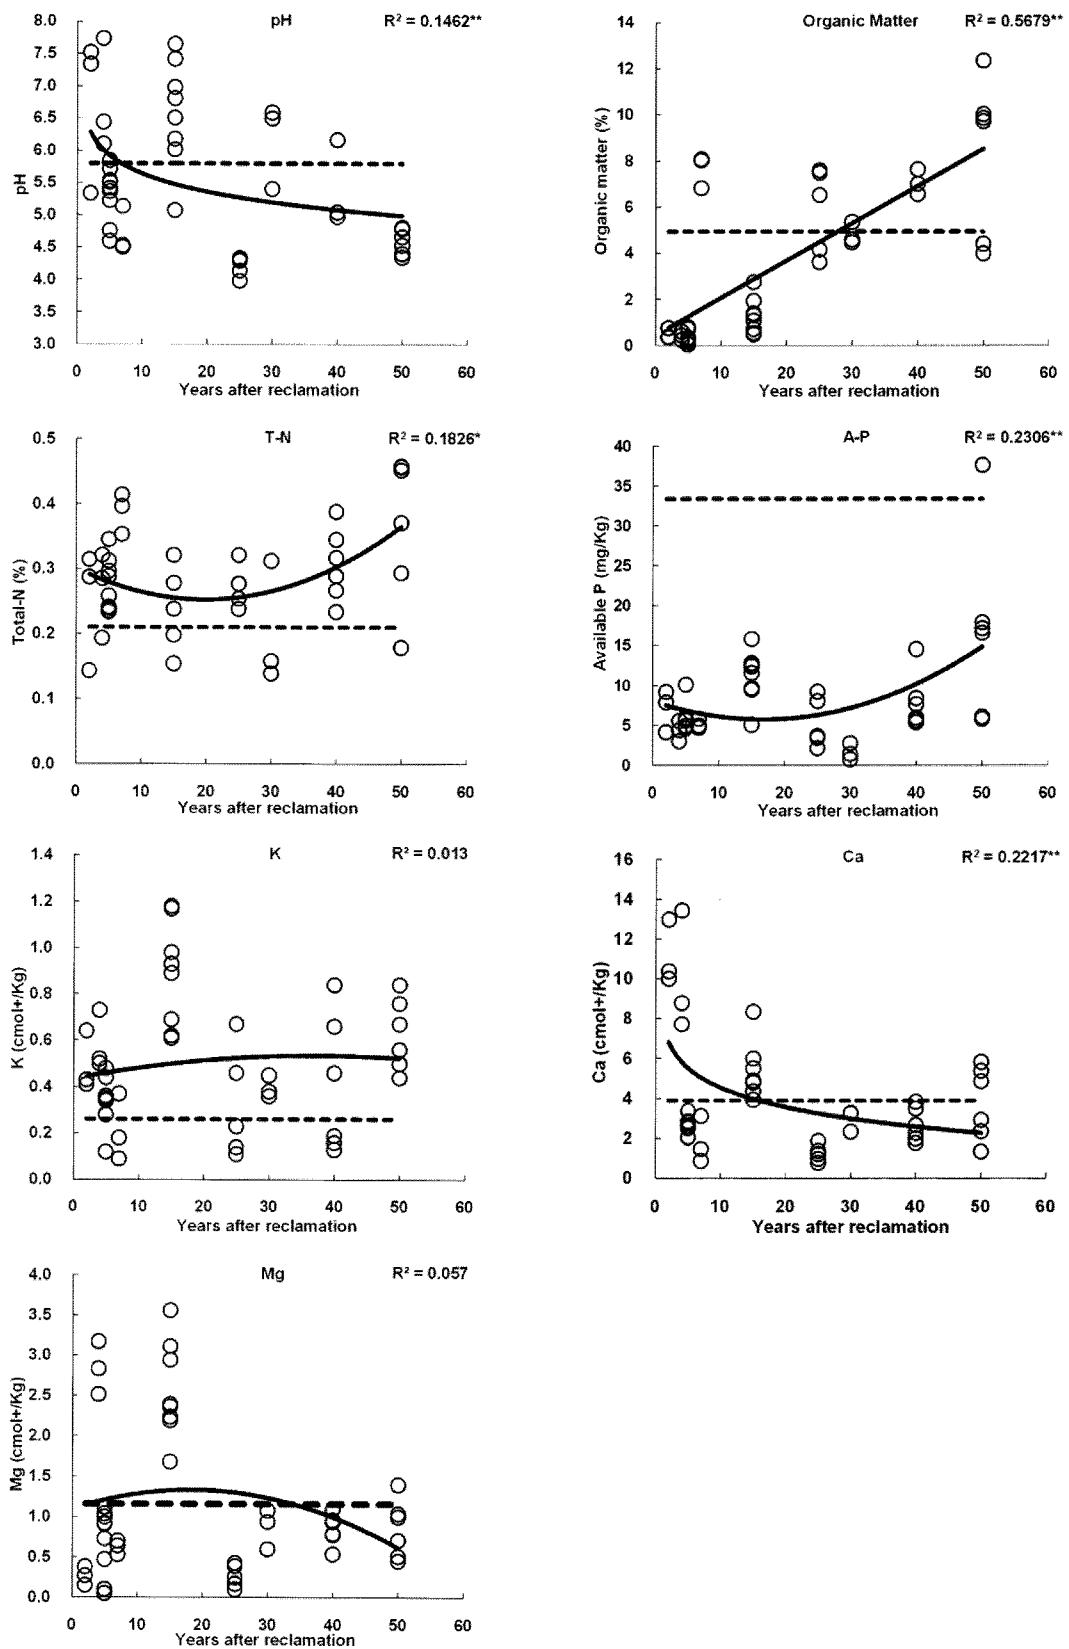 pH
R² = 0.1462**
8.0
7.5
7.0
6.5
6.0
5.5
5.0
4.5
4.0
3.5
3.0
pH
0 10 20 30 40 50 60
Years after reclamation
Organic Matter
R² = 0.5679**
14
12
10
8
6
4
2
0
Organic matter (%)
0 10 20 30 40 50 60
Years after reclamation
T-N
R² = 0.1826*
0.5
0.4
0.3
0.2
0.1
0.0
Total-N (%)
0 10 20 30 40 50 60
Years after reclamation
A-P
R² = 0.2306**
40
35
30
25
20
15
10
5
0
Available P (mg/Kg)
0 10 20 30 40 50 60
Years after reclamation
K
R² = 0.013
1.4
1.2
1.0
0.8
0.6
0.4
0.2
0.0
K (cmol+/Kg)
0 10 20 30 40 50 60
Years after reclamation
Ca
R² = 0.2217**
16
14
12
10
8
6
4
2
0
Ca (cmol+/Kg)
0 10 20 30 40 50 60
Years after reclamation
Mg
R² = 0.057
4.0
3.5
3.0
2.5
2.0
1.5
1.0
0.5
0.0
Mg (cmol+/Kg)
0 10 20 30 40 50 60
Years after reclamation